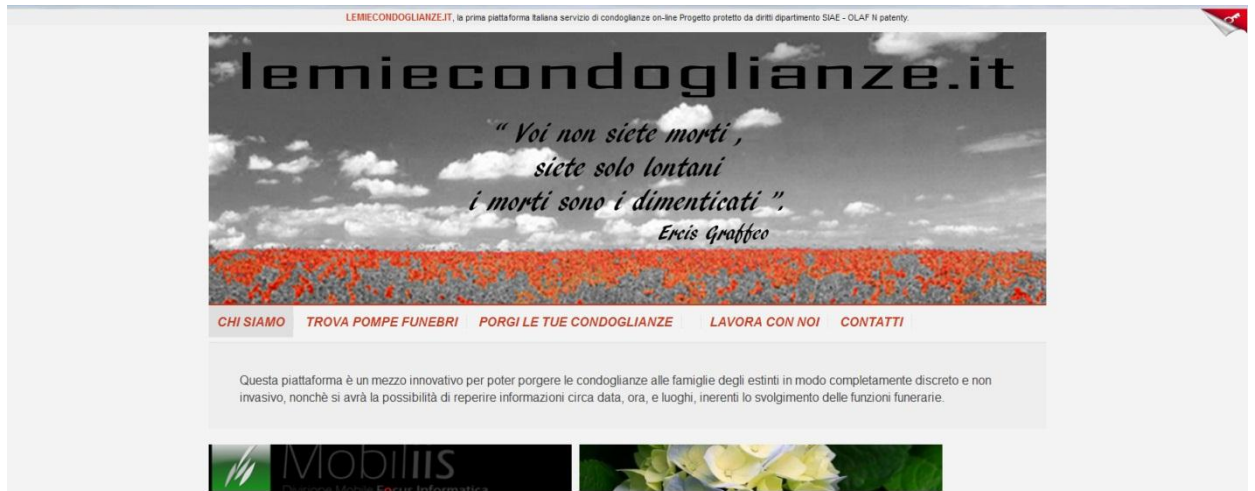 LEMIECONDOGLIANZE.IT, la prima piattaforma Italiana servizio di condoglianze on-line Progetto protetto da diritti dipartimento SIAE - OLAF N patenty.
lemiecondoglianze.it
“ Voi non siete morti ,
siete solo lontani
i morti sono i dimenticati ”.
Ercis Graffeo
CHI SIAMO TROVA POMPE FUNEBRI PORGI LE TUE CONDOGLIANZE LAVORA CON NOI CONTATTI
Questa piattaforma è un mezzo innovativo per poter porgere le condoglianze alle famiglie degli estinti in modo completamente discreto e non
invasivo, nonchè si avrà la possibilità di reperire informazioni circa data, ora, e luoghi, inerenti lo svolgimento delle funzioni funerarie.
Mobiliis
Divisione Mobile Focus Informatica